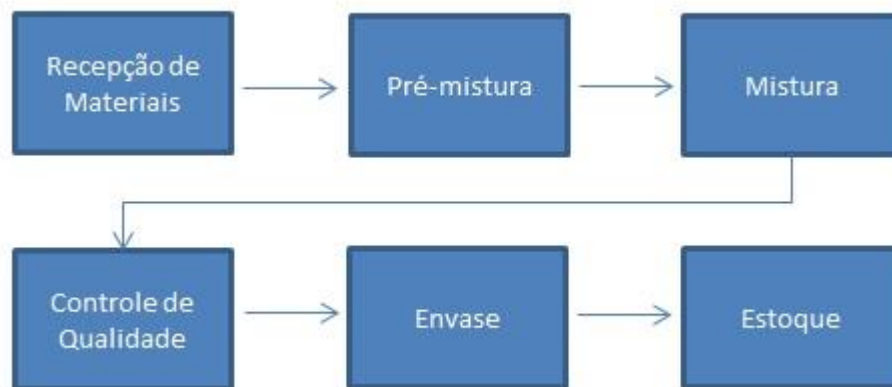 Recepção de
Materiais
Pré-mistura
Mistura
Controle de
Qualidade
Envase
Estoque